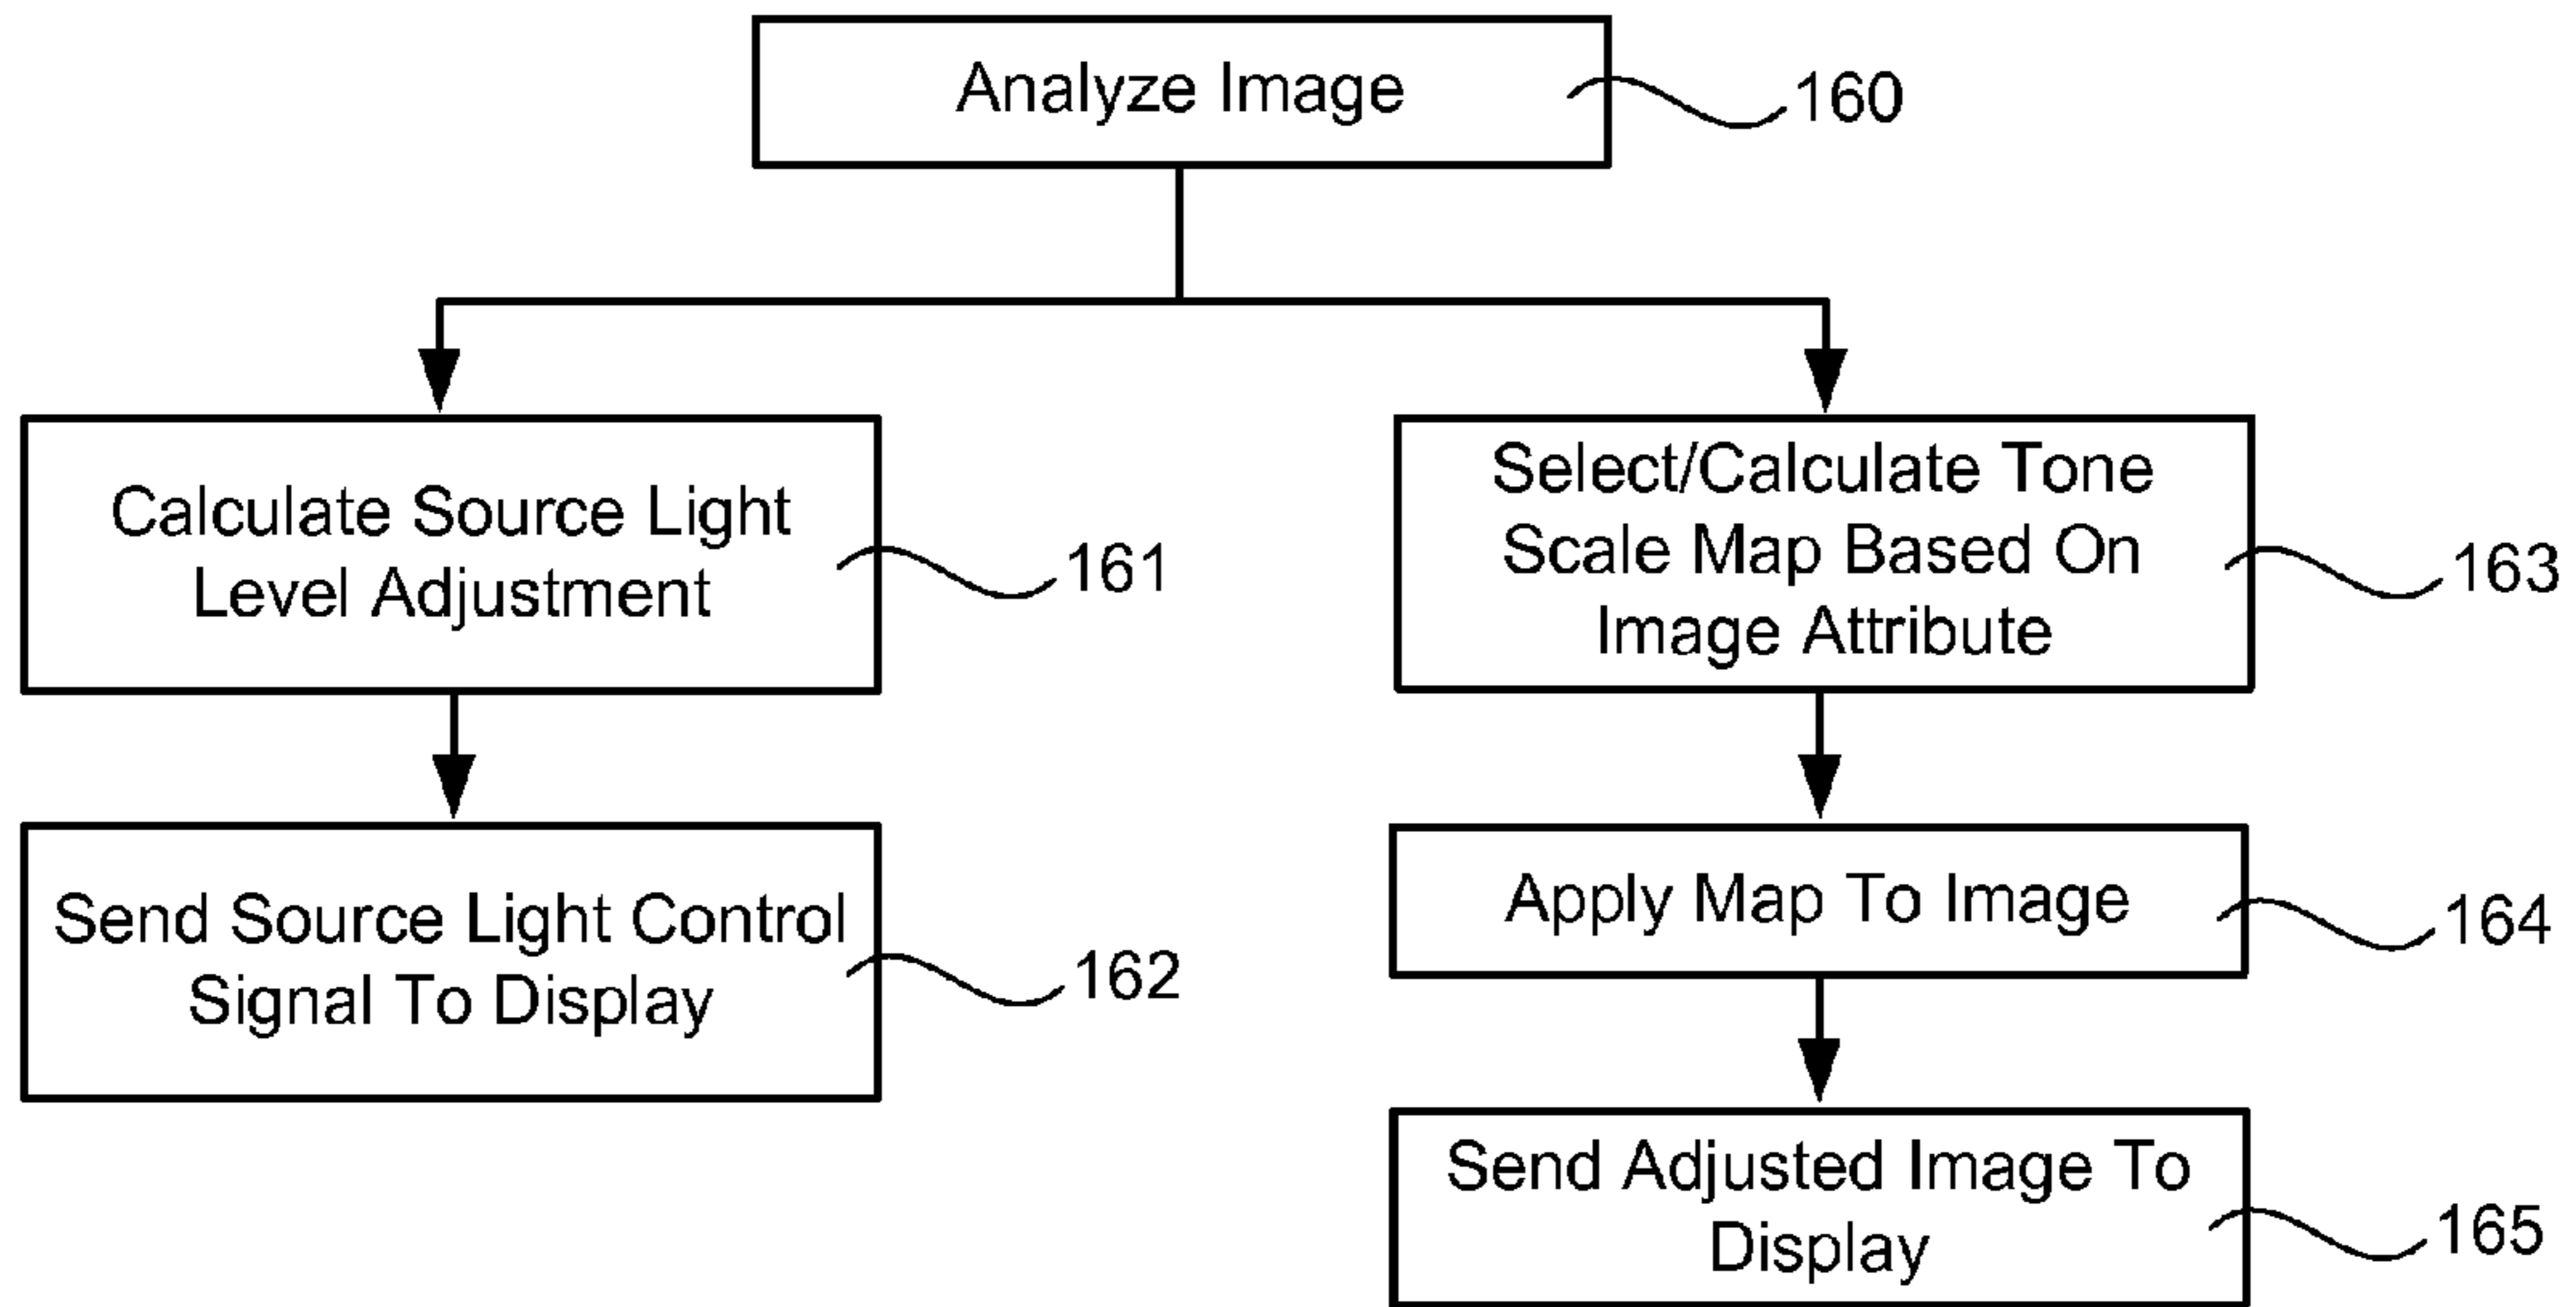 Analyze Image
160
Calculate Source Light
Level Adjustment
161
Select/Calculate Tone
Scale Map Based On
Image Attribute
163
Send Source Light Control
Signal To Display
162
Apply Map To Image
164
Send Adjusted Image To
Display
165